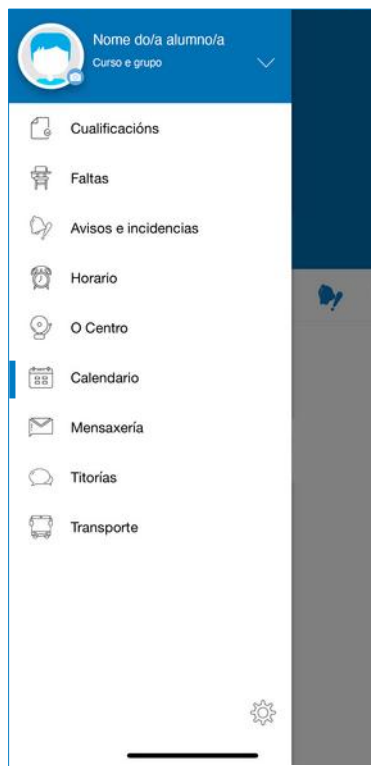 Nome do/a alumno/a
Curso e grupo
Cualificacións
Faltas
Avisos e incidencias
Horario
O Centro
Calendario
Mensaxería
Titorías
Transporte